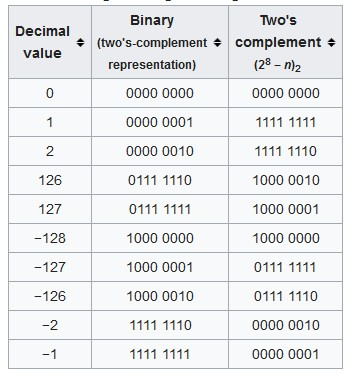 Decimal value
Binary
(two's-complement representation)
Two's complement
(2⁸ − n)₂
0 0000 0000 0000 0000
1 0000 0001 1111 1111
2 0000 0010 1111 1110
126 0111 1110 1000 0010
127 0111 1111 1000 0001
−128 1000 0000 1000 0000
−127 1000 0001 0111 1111
−126 1000 0010 0111 1110
−2 1111 1110 0000 0010
−1 1111 1111 0000 0001